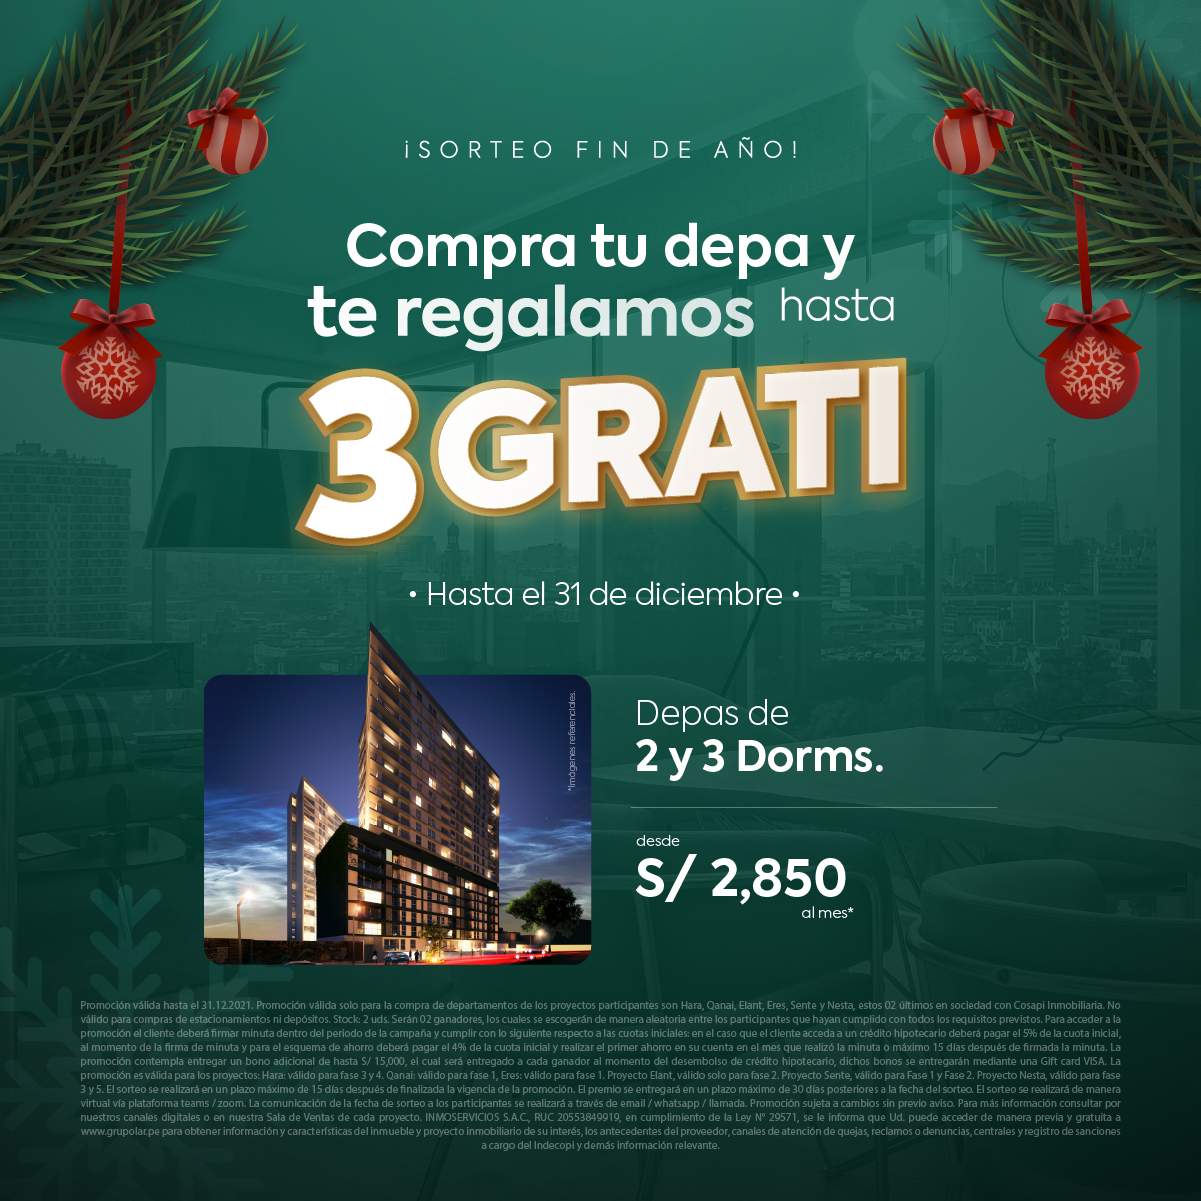 ¡SORTEO FIN DE AÑO!
Compra tu depa y
te regalamos hasta
3 GRATI
• Hasta el 31 de diciembre •
*Imágenes referenciales.
Depas de
2 y 3 Dorms.
desde
S/ 2,850
al mes*
Promoción válida hasta el 31.12.2021. Promoción válida solo para la compra de departamentos de los proyectos participantes son Hara, Qanai, Elant, Eres, Sente y Nesta, estos 02 últimos en sociedad con Cosapi Inmobiliaria. No
válido para compras de estacionamientos ni depósitos. Stock: 2 uds. Serán 02 ganadores, los cuales se escogerán de manera aleatoria entre los participantes que hayan cumplido con todos los requisitos previstos. Para acceder a la
promoción el cliente deberá firmar minuta dentro del periodo de la campaña y cumplir con lo siguiente respecto a las cuotas iniciales: en el caso que el cliente acceda a un crédito hipotecario deberá pagar el 5% de la cuota inicial,
al momento de la firma de minuta y para el esquema de ahorro deberá pagar el 4% de la cuota inicial y realizar el primer ahorro en su cuenta en el mes que realizó la minuta o máximo 15 días después de firmada la minuta. La
promoción contempla entregar un bono adicional de hasta S/ 15,000, el cual será entregado a cada ganador al momento del desembolso de crédito hipotecario, dichos bonos se entregarán mediante una Gift card VISA. La
promoción es válida para los proyectos: Hara: válido para fase 3 y 4. Qanai: válido para fase 1, Eres: válido para fase 1. Proyecto Elant, válido solo para fase 2. Proyecto Sente, válido para Fase 1 y Fase 2. Proyecto Nesta, válido para fase
3 y 5. El sorteo se realizará en un plazo máximo de 15 días después de finalizada la vigencia de la promoción. El premio se entregará en un plazo máximo de 30 días posteriores a la fecha del sorteo. El sorteo se realizará de manera
virtual vía plataforma teams / zoom. La comunicación de la fecha de sorteo a los participantes se realizará a través de email / whatsapp / llamada. Promoción sujeta a cambios sin previo aviso. Para más información consultar por
nuestros canales digitales o en nuestra Sala de Ventas de cada proyecto. INMOSERVICIOS S.A.C., RUC 20553849919, en cumplimiento de la Ley N° 29571, se le informa que Ud. puede acceder de manera previa y gratuita a
www.grupolar.pe para obtener información y características del inmueble y proyecto inmobiliario de su interés, los antecedentes del proveedor, canales de atención de quejas, reclamos o denuncias, centrales y registro de sanciones
a cargo del Indecopi y demás información relevante.